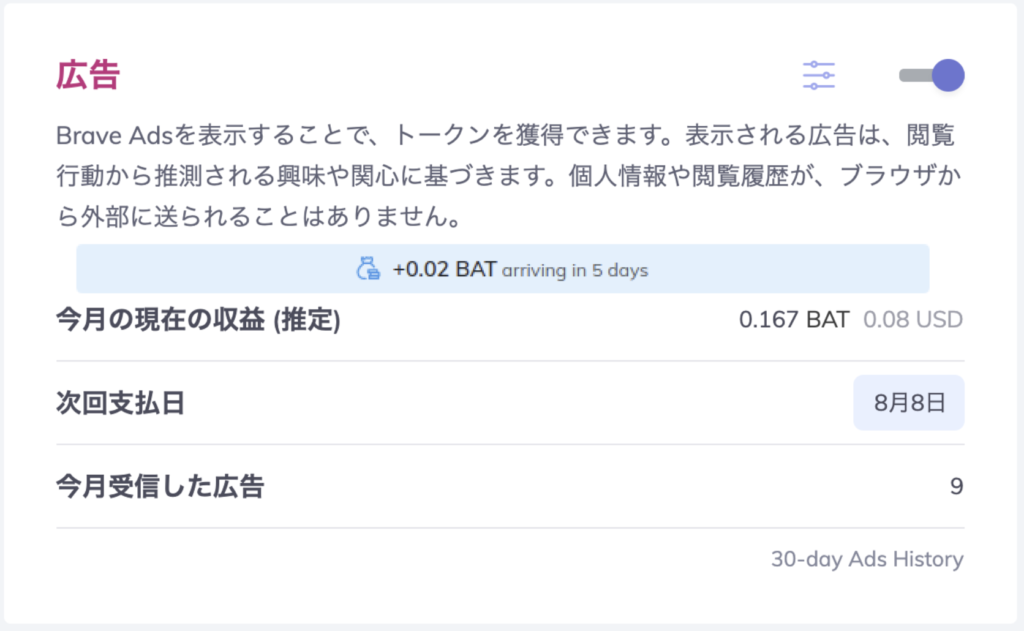 広告
Brave Adsを表示することで、トークンを獲得できます。表示される広告は、閲覧
行動から推測される興味や関心に基づきます。個人情報や閲覧履歴が、ブラウザか
ら外部に送られることはありません。
+0.02 BAT arriving in 5 days
今月の現在の収益 (推定) 0.167 BAT 0.08 USD
次回支払日 8月8日
今月受信した広告 9
30-day Ads History